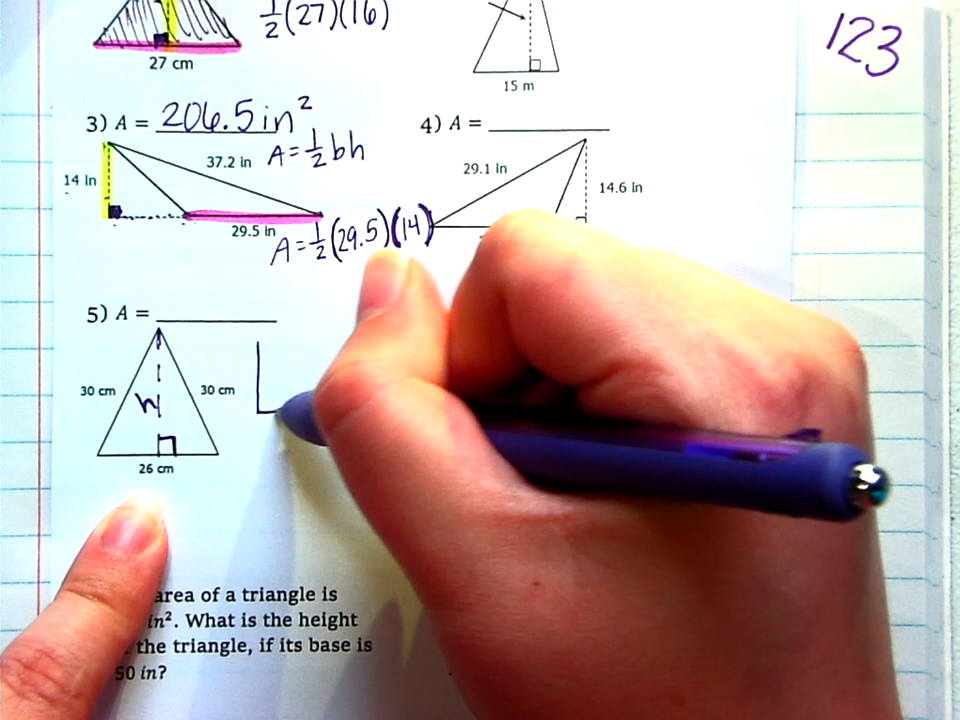 1/2(27)(16)
27 cm
15 m
123
3) A = 206.5 in²
A = 1/2 bh
37.2 in
14 in
29.5 in
A = 1/2(29.5)(14)
4) A =
29.1 in
14.6 in
5) A =
30 cm
h
30 cm
26 cm
area of a triangle is
in². What is the height
the triangle, if its base is
50 in?